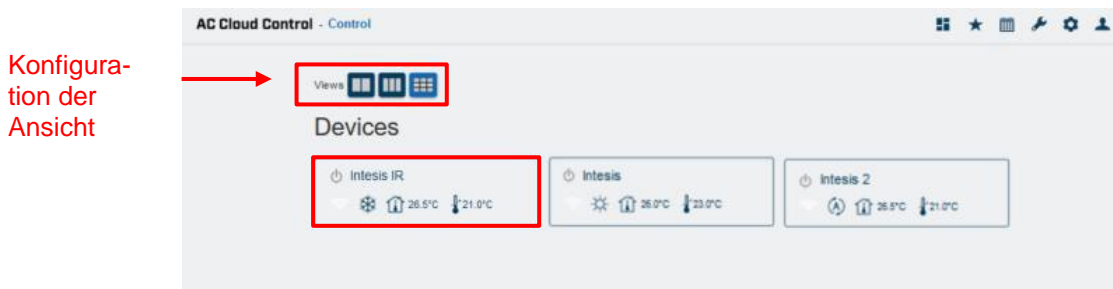 AC Cloud Control - Control
Konfigura-
tion der
Ansicht
Views
Devices
Intesis IR
26.5°C 21.0°C
Intesis
26.0°C 23.0°C
Intesis 2
26.5°C 21.0°C